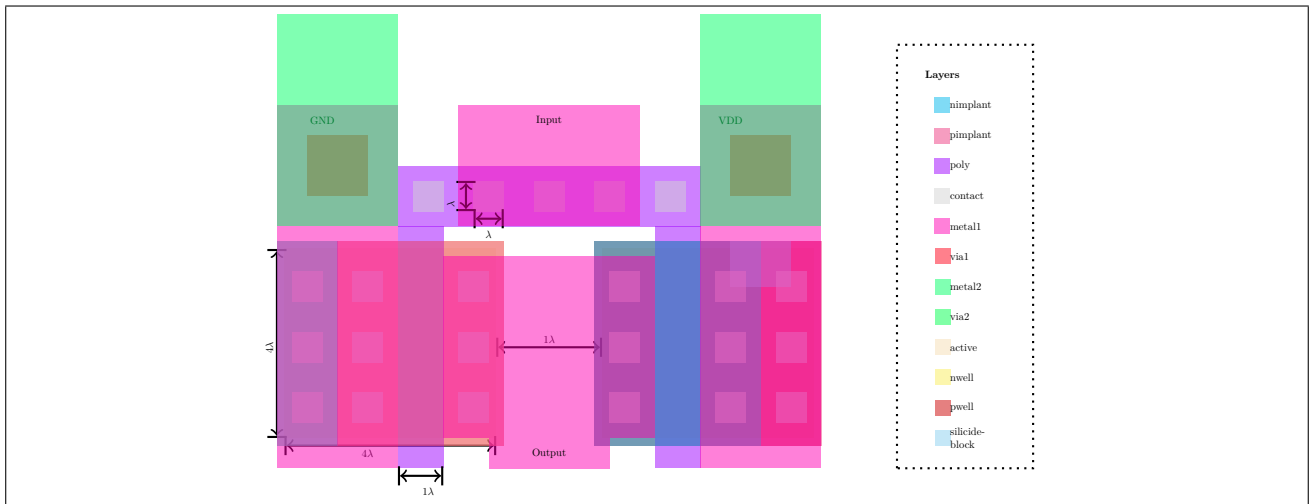 GND
Input
VDD
λ
λ
4λ
1λ
4λ
Output
1λ
Layers
nimplant
pimplant
poly
contact
metal1
via1
metal2
via2
active
nwell
pwell
silicide-
block